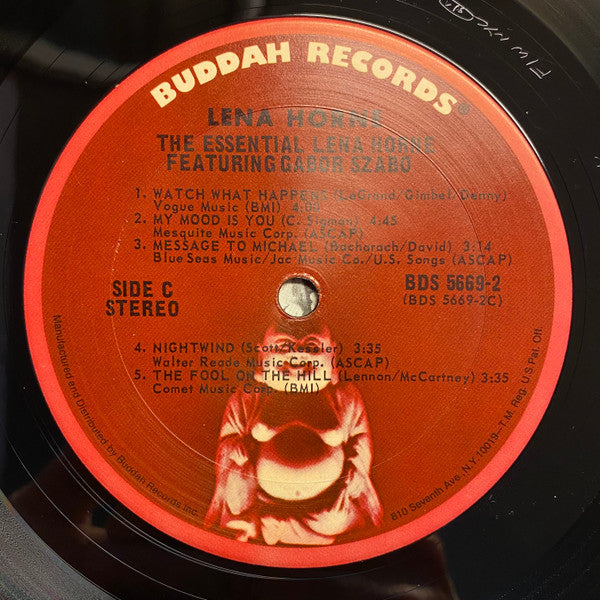 BUDDAH RECORDS®
LENA HORNE
THE ESSENTIAL LENA HORNE
FEATURING GABOR SZABO
1. WATCH WHAT HAPPENS (LeGrand/Gimbel/Denny)
Vogue Music (BMI) 4:01
2. MY MOOD IS YOU (C. Sigman) 4:45
Mesquite Music Corp. (ASCAP)
3. MESSAGE TO MICHAEL (Bacharach/David) 3:14
Blue Seas Music/Jac Music Co./U.S. Songs (ASCAP)
SIDE C
STEREO
BDS 5669-2
(BDS 5669-2C)
4. NIGHTWIND (Scott/Kessler) 3:35
Walter Reade Music Corp. (ASCAP)
5. THE FOOL ON THE HILL (Lennon/McCartney) 3:35
Comet Music Corp. (BMI)
Manufactured and Distributed by Buddah Records Inc.
810 Seventh Ave., N.Y. 10019—T.M. Reg. U.S. Pat. Off.